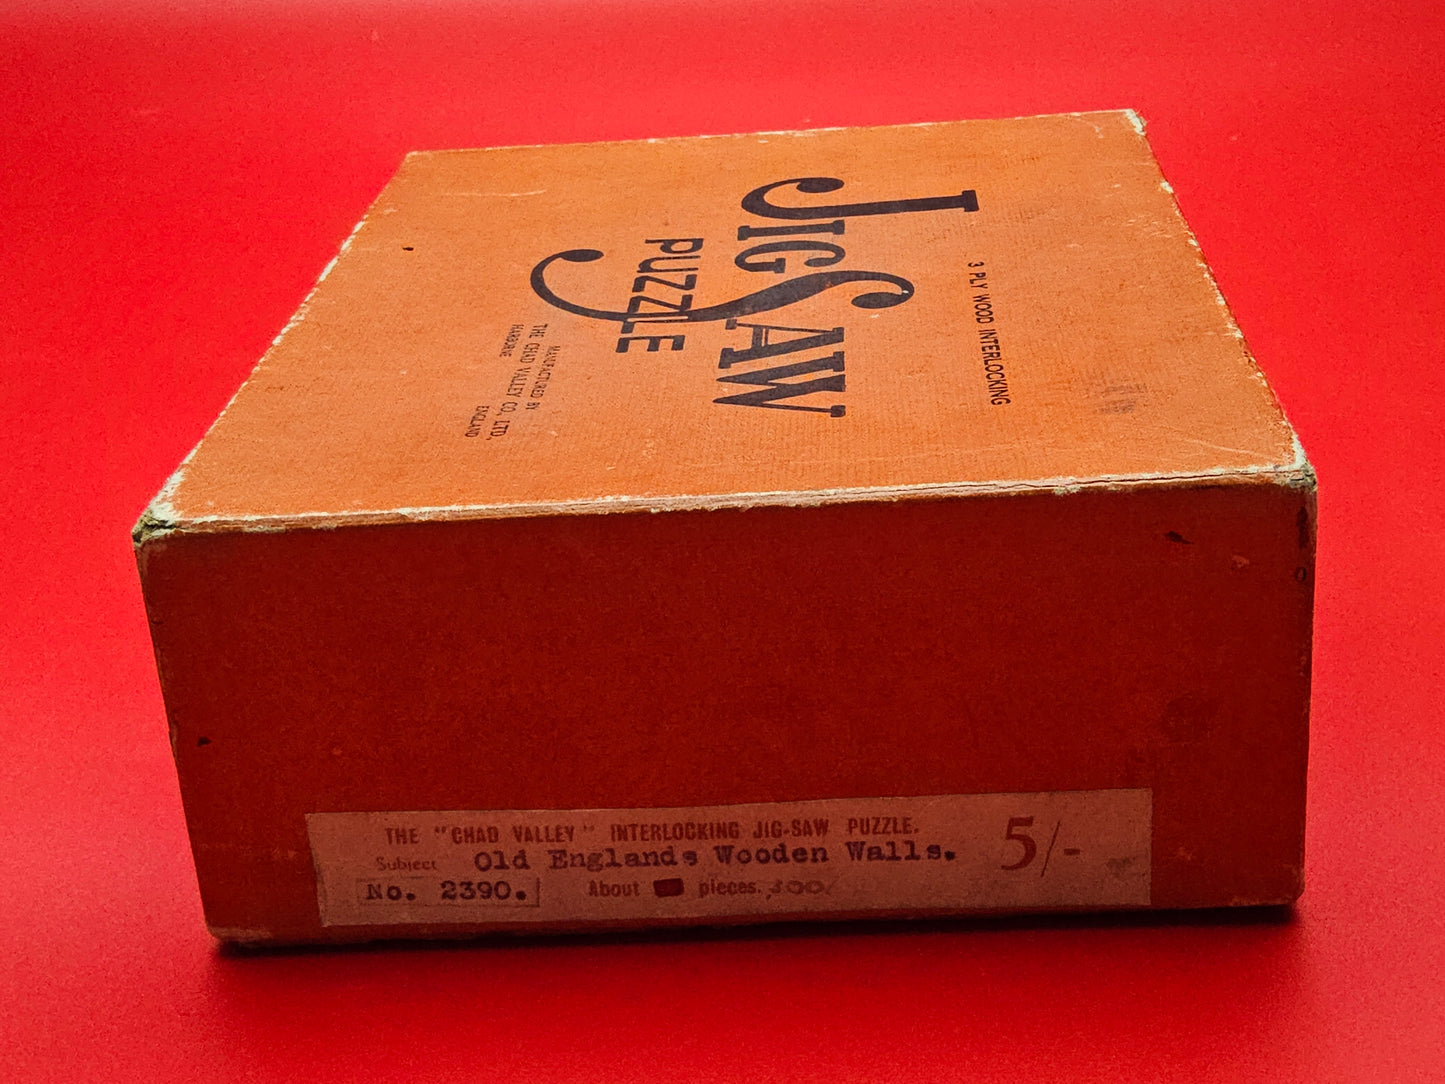 3 PLY WOOD INTERLOCKING
JIG SAW
PUZZLE
MANUFACTURED BY
THE CHAD VALLEY CO., LTD.
HARBORNE ENGLAND
THE "CHAD VALLEY" INTERLOCKING JIG-SAW PUZZLE.
Subject Old Englands Wooden Walls. 5/-
No. 2390. About pieces. 300